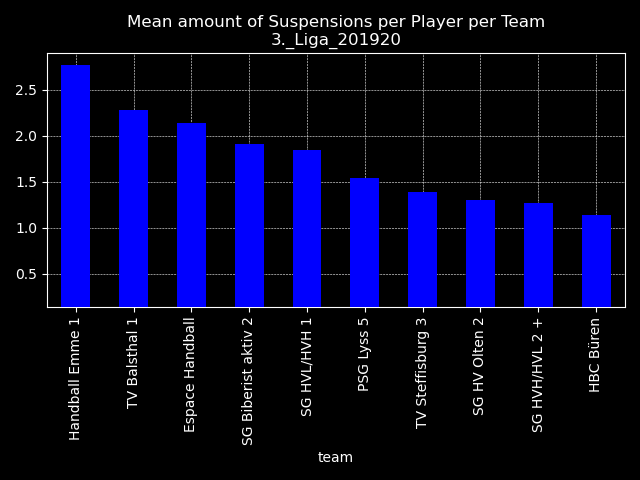 Mean amount of Suspensions per Player per Team
3._Liga_201920
2.5
2.0
1.5
1.0
0.5
Handball Emme 1
TV Balsthal 1
Espace Handball
SG Biberist aktiv 2
SG HVL/HVH 1
PSG Lyss 5
TV Steffisburg 3
SG HV Olten 2
SG HVH/HVL 2 +
HBC Büren
team